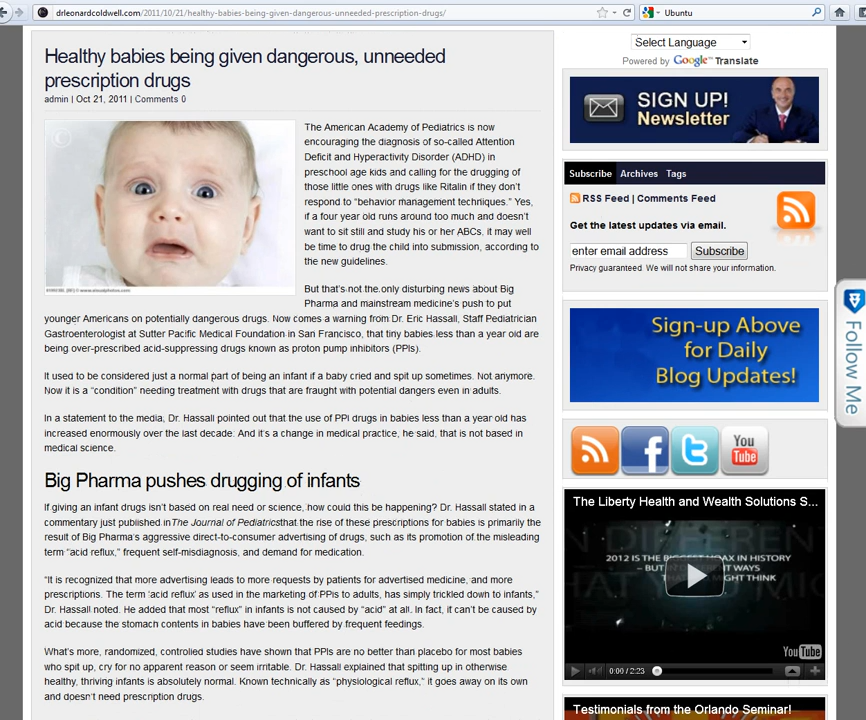 drleonardcoldwell.com/2011/10/21/healthy-babies-being-given-dangerous-unneeded-prescription-drugs/
Ubuntu
Healthy babies being given dangerous, unneeded
prescription drugs
admin | Oct 21, 2011 | Comments 0
The American Academy of Pediatrics is now
encouraging the diagnosis of so-called Attention
Deficit and Hyperactivity Disorder (ADHD) in
preschool age kids and calling for the drugging of
those little ones with drugs like Ritalin if they don't
respond to “behavior management techniques.” Yes,
if a four year old runs around too much and doesn't
want to sit still and study his or her ABCs, it may well
be time to drug the child into submission, according to
the new guidelines.
But that's not the only disturbing news about Big
Pharma and mainstream medicine's push to put
younger Americans on potentially dangerous drugs. Now comes a warning from Dr. Eric Hassall, Staff Pediatrician
Gastroenterologist at Sutter Pacific Medical Foundation in San Francisco, that tiny babies less than a year old are
being over-prescribed acid-suppressing drugs known as proton pump inhibitors (PPIs).
It used to be considered just a normal part of being an infant if a baby cried and spit up sometimes. Not anymore.
Now it is a “condition” needing treatment with drugs that are fraught with potential dangers even in adults.
In a statement to the media, Dr. Hassall pointed out that the use of PPI drugs in babies less than a year old has
increased enormously over the last decade. And it's a change in medical practice, he said, that is not based in
medical science.
Big Pharma pushes drugging of infants
If giving an infant drugs isn't based on real need or science, how could this be happening? Dr. Hassall stated in a
commentary just published in The Journal of Pediatrics that the rise of these prescriptions for babies is primarily the
result of Big Pharma's aggressive direct-to-consumer advertising of drugs, such as its promotion of the misleading
term “acid reflux,” frequent self-misdiagnosis, and demand for medication.
“It is recognized that more advertising leads to more requests by patients for advertised medicine, and more
prescriptions. The term ‘acid reflux’ as used in the marketing of PPIs to adults, has simply trickled down to infants,”
Dr. Hassall noted. He added that most “reflux” in infants is not caused by “acid” at all. In fact, it can't be caused by
acid because the stomach contents in babies have been buffered by frequent feedings.
What's more, randomized, controlled studies have shown that PPIs are no better than placebo for most babies
who spit up, cry for no apparent reason or seem irritable. Dr. Hassall explained that spitting up in otherwise
healthy, thriving infants is absolutely normal. Known technically as “physiological reflux,” it goes away on its own
and doesn't need prescription drugs.
Select Language
Powered by Google™ Translate
SIGN UP!
Newsletter
Subscribe Archives Tags
RSS Feed | Comments Feed
Get the latest updates via email.
enter email address Subscribe
Privacy guaranteed. We will not share your information.
Sign-up Above
for Daily
Blog Updates!
You
Tube
The Liberty Health and Wealth Solutions S...
2012 IS THE BIGGEST HOAX IN HISTORY
YouTube
0:00 / 2:23
Testimonials from the Orlando Seminar!
Follow Me